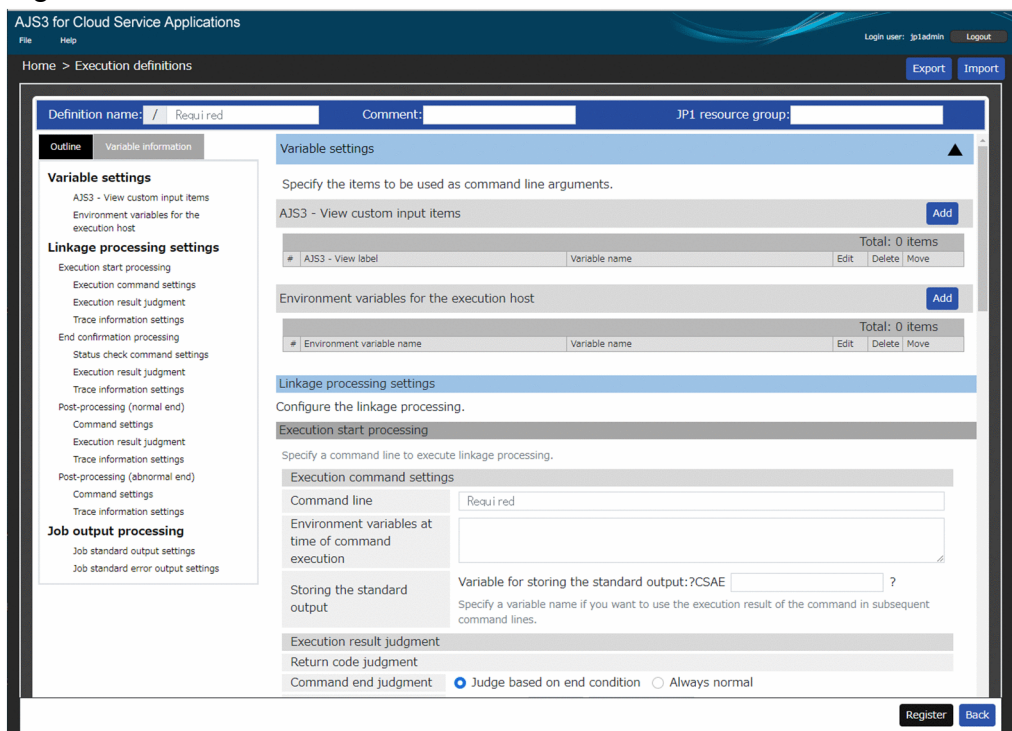 AJS3 for Cloud Service Applications
File Help
Login user: jp1admin Logout
Home > Execution definitions
Export Import
Definition name: / Required Comment: JP1 resource group:
Outline Variable information
Variable settings
AJS3 - View custom input items
Environment variables for the
execution host
Linkage processing settings
Execution start processing
Execution command settings
Execution result judgment
Trace information settings
End confirmation processing
Status check command settings
Execution result judgment
Trace information settings
Post-processing (normal end)
Command settings
Execution result judgment
Trace information settings
Post-processing (abnormal end)
Command settings
Trace information settings
Job output processing
Job standard output settings
Job standard error output settings
Variable settings
Specify the items to be used as command line arguments.
AJS3 - View custom input items Add
Total: 0 items
# AJS3 - View label Variable name Edit Delete Move
Environment variables for the execution host Add
Total: 0 items
# Environment variable name Variable name Edit Delete Move
Linkage processing settings
Configure the linkage processing.
Execution start processing
Specify a command line to execute linkage processing.
Execution command settings
Command line Required
Environment variables at
time of command
execution
Storing the standard
output
Variable for storing the standard output:?CSAE ?
Specify a variable name if you want to use the execution result of the command in subsequent
command lines.
Execution result judgment
Return code judgment
Command end judgment Judge based on end condition Always normal
Register Back